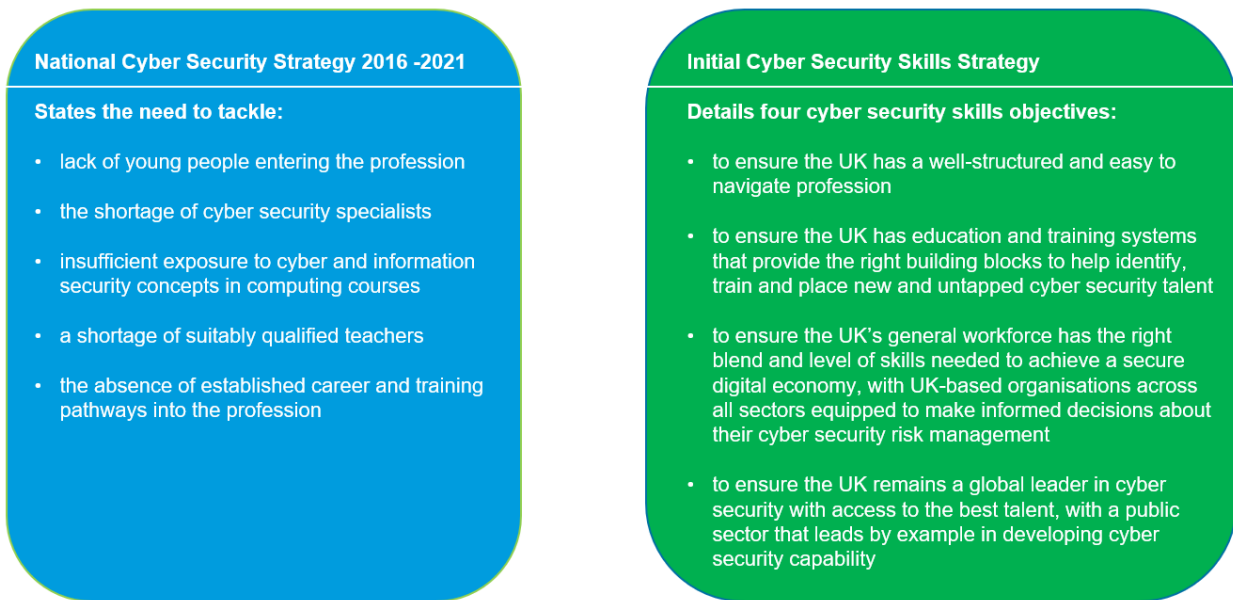 National Cyber Security Strategy 2016 -2021
States the need to tackle:
• lack of young people entering the profession
• the shortage of cyber security specialists
• insufficient exposure to cyber and information
security concepts in computing courses
• a shortage of suitably qualified teachers
• the absence of established career and training
pathways into the profession
Initial Cyber Security Skills Strategy
Details four cyber security skills objectives:
• to ensure the UK has a well-structured and easy to
navigate profession
• to ensure the UK has education and training systems
that provide the right building blocks to help identify,
train and place new and untapped cyber security talent
• to ensure the UK’s general workforce has the right
blend and level of skills needed to achieve a secure
digital economy, with UK-based organisations across
all sectors equipped to make informed decisions about
their cyber security risk management
• to ensure the UK remains a global leader in cyber
security with access to the best talent, with a public
sector that leads by example in developing cyber
security capability